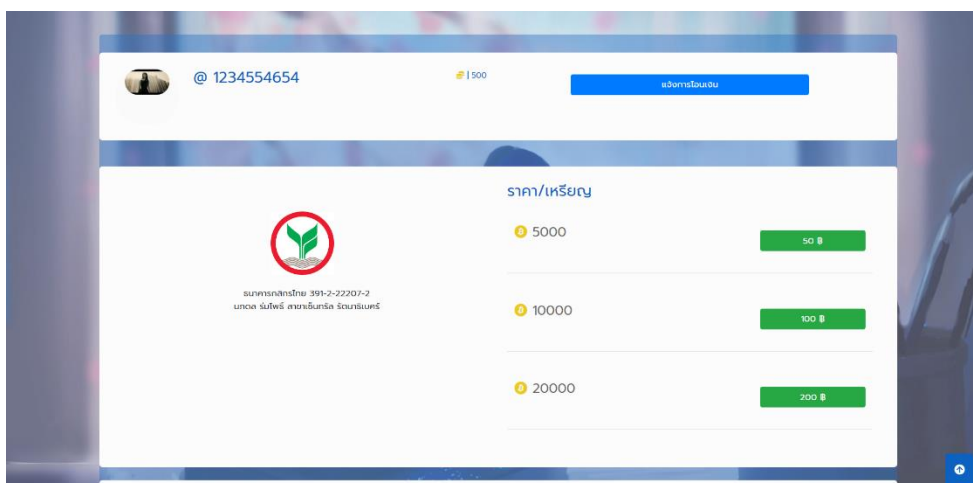 @ 1234554654
| 500
แจ้งการโอนเงิน
ราคา/เหรียญ
5000
50 ฿
ธนาคารกสิกรไทย 391-2-22207-2
นภดล ร่มโพธิ์ สาขาเซ็นทรัล รัตนาธิเบศร์
10000
100 ฿
20000
200 ฿